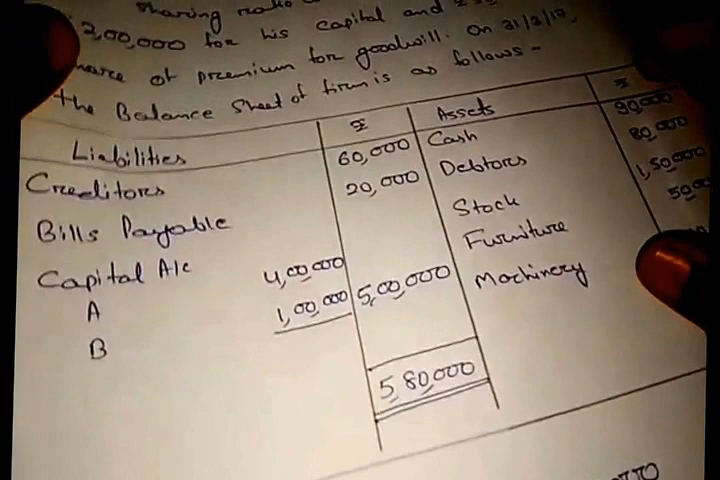 sharing ratio
2,00,000 for his capital and
share of premium for goodwill. On 31/3/17,
the Balance Sheet of firm is as follows -
Liabilities ₹ Assets ₹
Creditors 60,000 Cash 90,000
Bills Payable 20,000 Debtors 80,000
Capital A/c Stock 1,50,000
A 4,00,000 Furniture
B 1,00,000 5,00,000 Machinery
5,80,000